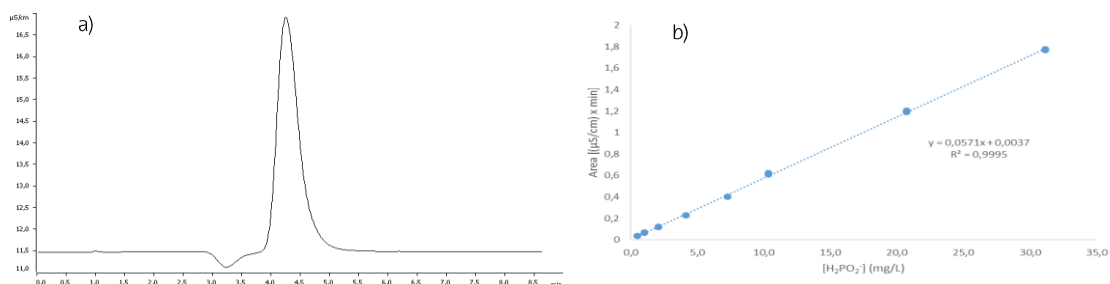 µS/cm
a)
16,5
16,0
15,5
15,0
14,5
14,0
13,5
13,0
12,5
12,0
11,5
11,0
0,0 0,5 1,0 1,5 2,0 2,5 3,0 3,5 4,0 4,5 5,0 5,5 6,0 6,5 7,0 7,5 8,0 8,5 min
b)
Area [(µS/cm) x min]
2
1,8
1,6
1,4
1,2
1
0,8
0,6
0,4
0,2
0
y = 0,0571x + 0,0037
R² = 0,9995
0,0 5,0 10,0 15,0 20,0 25,0 30,0 35,0
[H₂PO₂⁻] (mg/L)